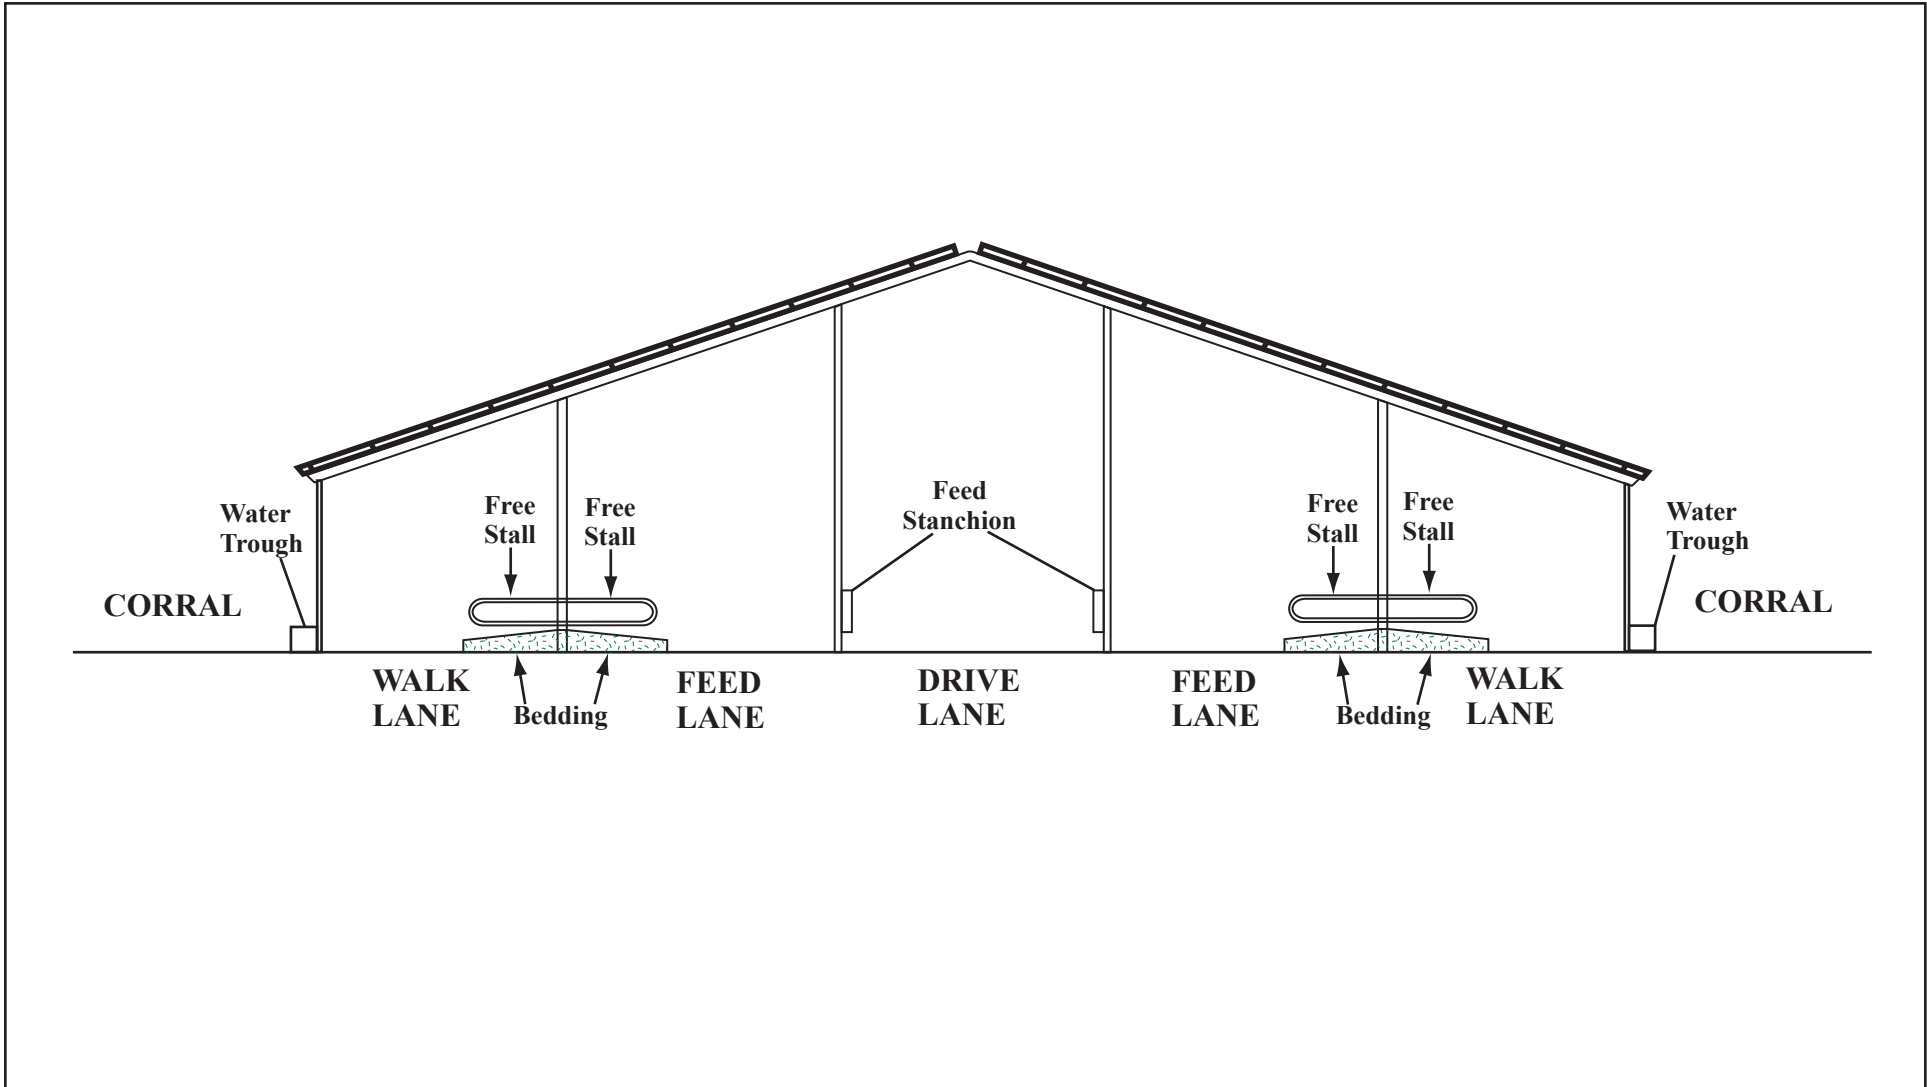 Feed
Stanchion
Free
Stall
Free
Stall
Free
Stall
Free
Stall
Water
Trough
Water
Trough
CORRAL
CORRAL
WALK
LANE
Bedding
FEED
LANE
DRIVE
LANE
FEED
LANE
Bedding
WALK
LANE